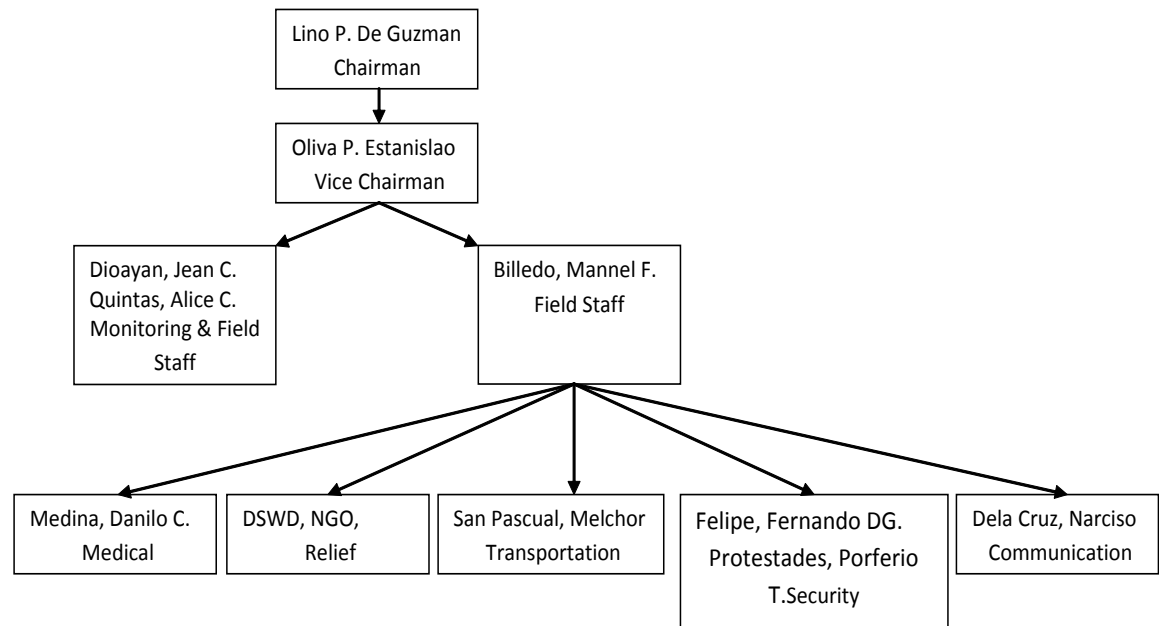 Lino P. De Guzman
Chairman
Oliva P. Estanislao
Vice Chairman
Dioayan, Jean C.
Quintas, Alice C.
Monitoring & Field
Staff
Billedo, Mannel F.
Field Staff
Medina, Danilo C.
Medical
DSWD, NGO,
Relief
San Pascual, Melchor
Transportation
Felipe, Fernando DG.
Protestades, Porferio
T.Security
Dela Cruz, Narciso
Communication